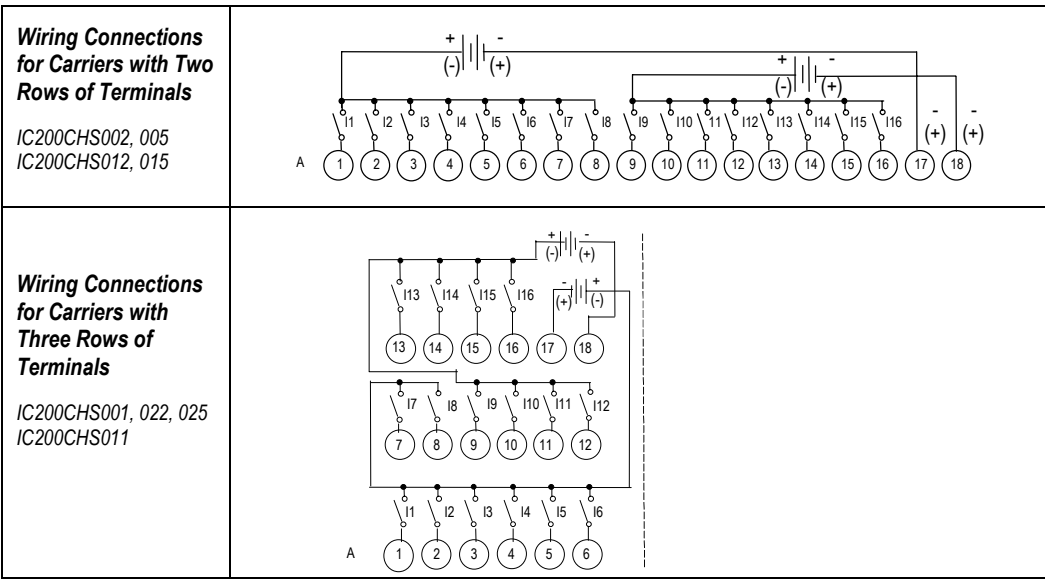 Wiring Connections
for Carriers with Two
Rows of Terminals
IC200CHS002, 005
IC200CHS012, 015
+ - + -
(-) (+) (-) (+)
I1 I2 I3 I4 I5 I6 I7 I8 I9 I10 11 I12 I13 I14 I15 I16 - -
(+) (+)
A 1 2 3 4 5 6 7 8 9 10 11 12 13 14 15 16 17 18
Wiring Connections
for Carriers with
Three Rows of
Terminals
IC200CHS001, 022, 025
IC200CHS011
+ -
(-) (+)
- +
(+) (-)
I13 I14 I15 I16
13 14 15 16 17 18
I7 I8 I9 I10 I11 I12
7 8 9 10 11 12
I1 I2 I3 I4 I5 I6
A 1 2 3 4 5 6